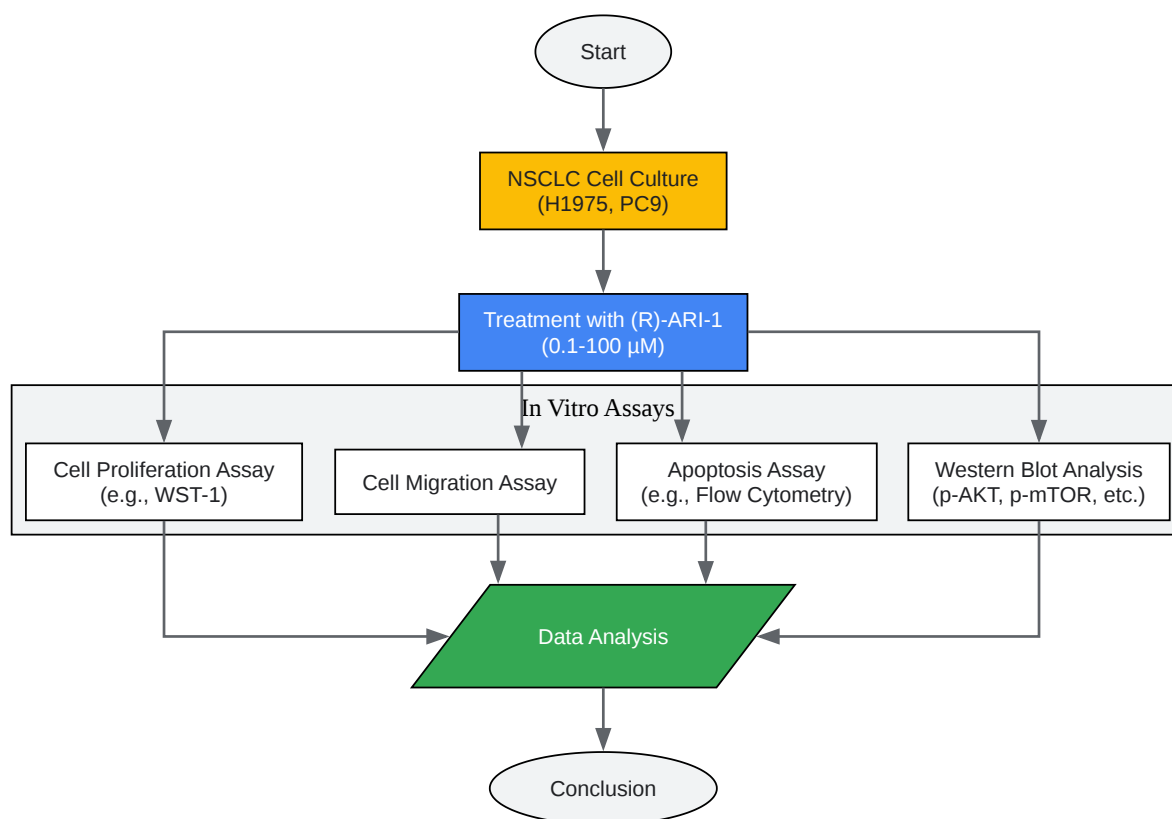 Start
NSCLC Cell Culture
(H1975, PC9)
Treatment with (R)-ARI-1
(0.1-100 µM)
In Vitro Assays
Cell Proliferation Assay
(e.g., WST-1)
Cell Migration Assay
Apoptosis Assay
(e.g., Flow Cytometry)
Western Blot Analysis
(p-AKT, p-mTOR, etc.)
Data Analysis
Conclusion